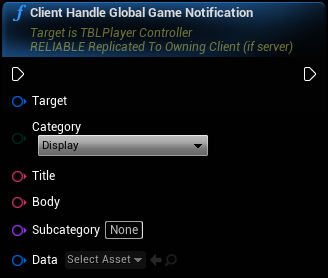 Client Handle Global Game Notification
Target is TBLPlayer Controller
RELIABLE Replicated To Owning Client (if server)
Target
Category
Display
Title
Body
Subcategory None
Data Select Asset